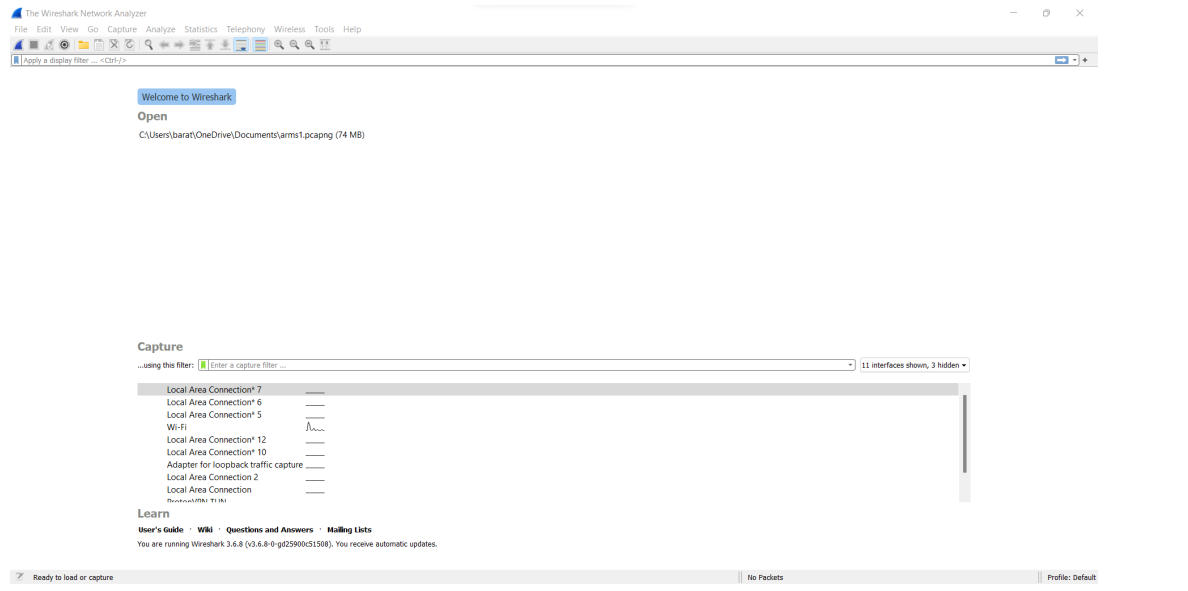 The Wireshark Network Analyzer
File Edit View Go Capture Analyze Statistics Telephony Wireless Tools Help
Apply a display filter ... <Ctrl-/>
Welcome to Wireshark
Open
C:\Users\barat\OneDrive\Documents\arms1.pcapng (74 MB)
Capture
...using this filter: Enter a capture filter ... 11 interfaces shown, 3 hidden
Local Area Connection* 7
Local Area Connection* 6
Local Area Connection* 5
Wi-Fi
Local Area Connection* 12
Local Area Connection* 10
Adapter for loopback traffic capture
Local Area Connection 2
Local Area Connection
ProtonVPN TUN
Learn
User's Guide · Wiki · Questions and Answers · Mailing Lists
You are running Wireshark 3.6.8 (v3.6.8-0-gd25900c51508). You receive automatic updates.
Ready to load or capture No Packets Profile: Default